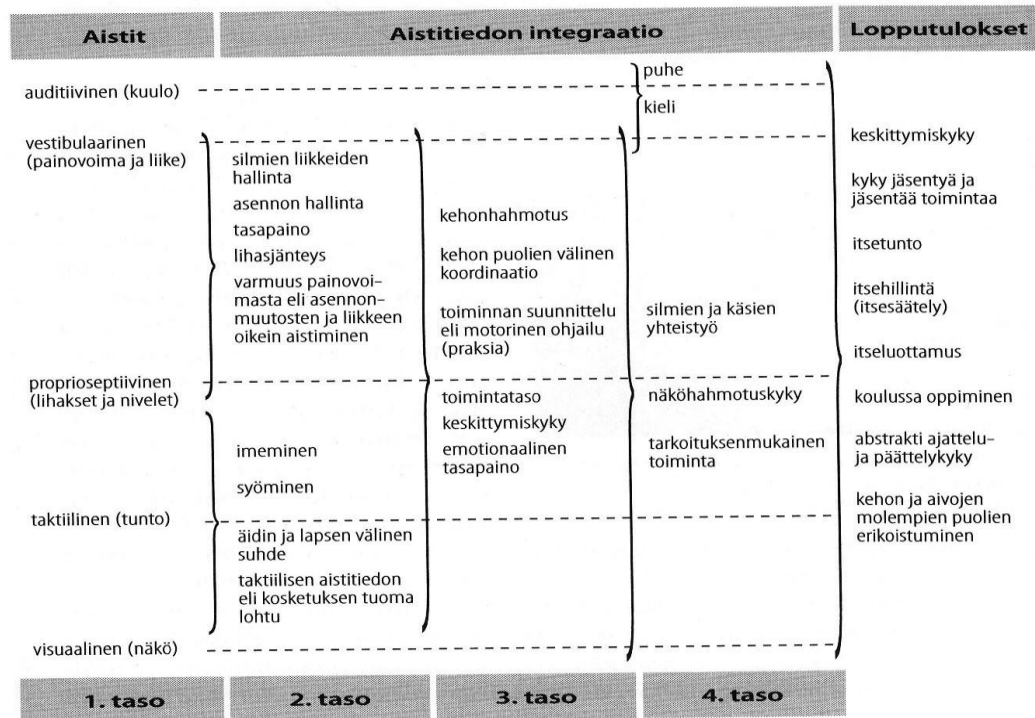 Aistit
Aistitiedon integraatio
Lopputulokset
auditiivinen (kuulo)
vestibulaarinen
(painovoima ja liike)
proprioseptiivinen
(lihakset ja nivelet)
taktiilinen (tunto)
visuaalinen (näkö)
silmien liikkeiden
hallinta
asennon hallinta
tasapaino
lihasjänteys
varmuus painovoi-
masta eli asennon-
muutosten ja liikkeen
oikein aistiminen
imeminen
syöminen
äidin ja lapsen välinen
suhde
taktiilisen aistitiedon
eli kosketuksen tuoma
lohtu
kehonhahmotus
kehon puolien välinen
koordinaatio
toiminnan suunnittelu
eli motorinen ohjailu
(praksia)
toimintataso
keskittymiskyky
emotionaalinen
tasapaino
puhe
kieli
silmien ja käsien
yhteistyö
näköhahmotuskyky
tarkoituksenmukainen
toiminta
keskittymiskyky
kyky jäsentyä ja
jäsentää toimintaa
itsetunto
itsehillintä
(itsesäätely)
itseluottamus
koulussa oppiminen
abstrakti ajattelu-
ja päättelykyky
kehon ja aivojen
molempien puolien
erikoistuminen
1. taso
2. taso
3. taso
4. taso